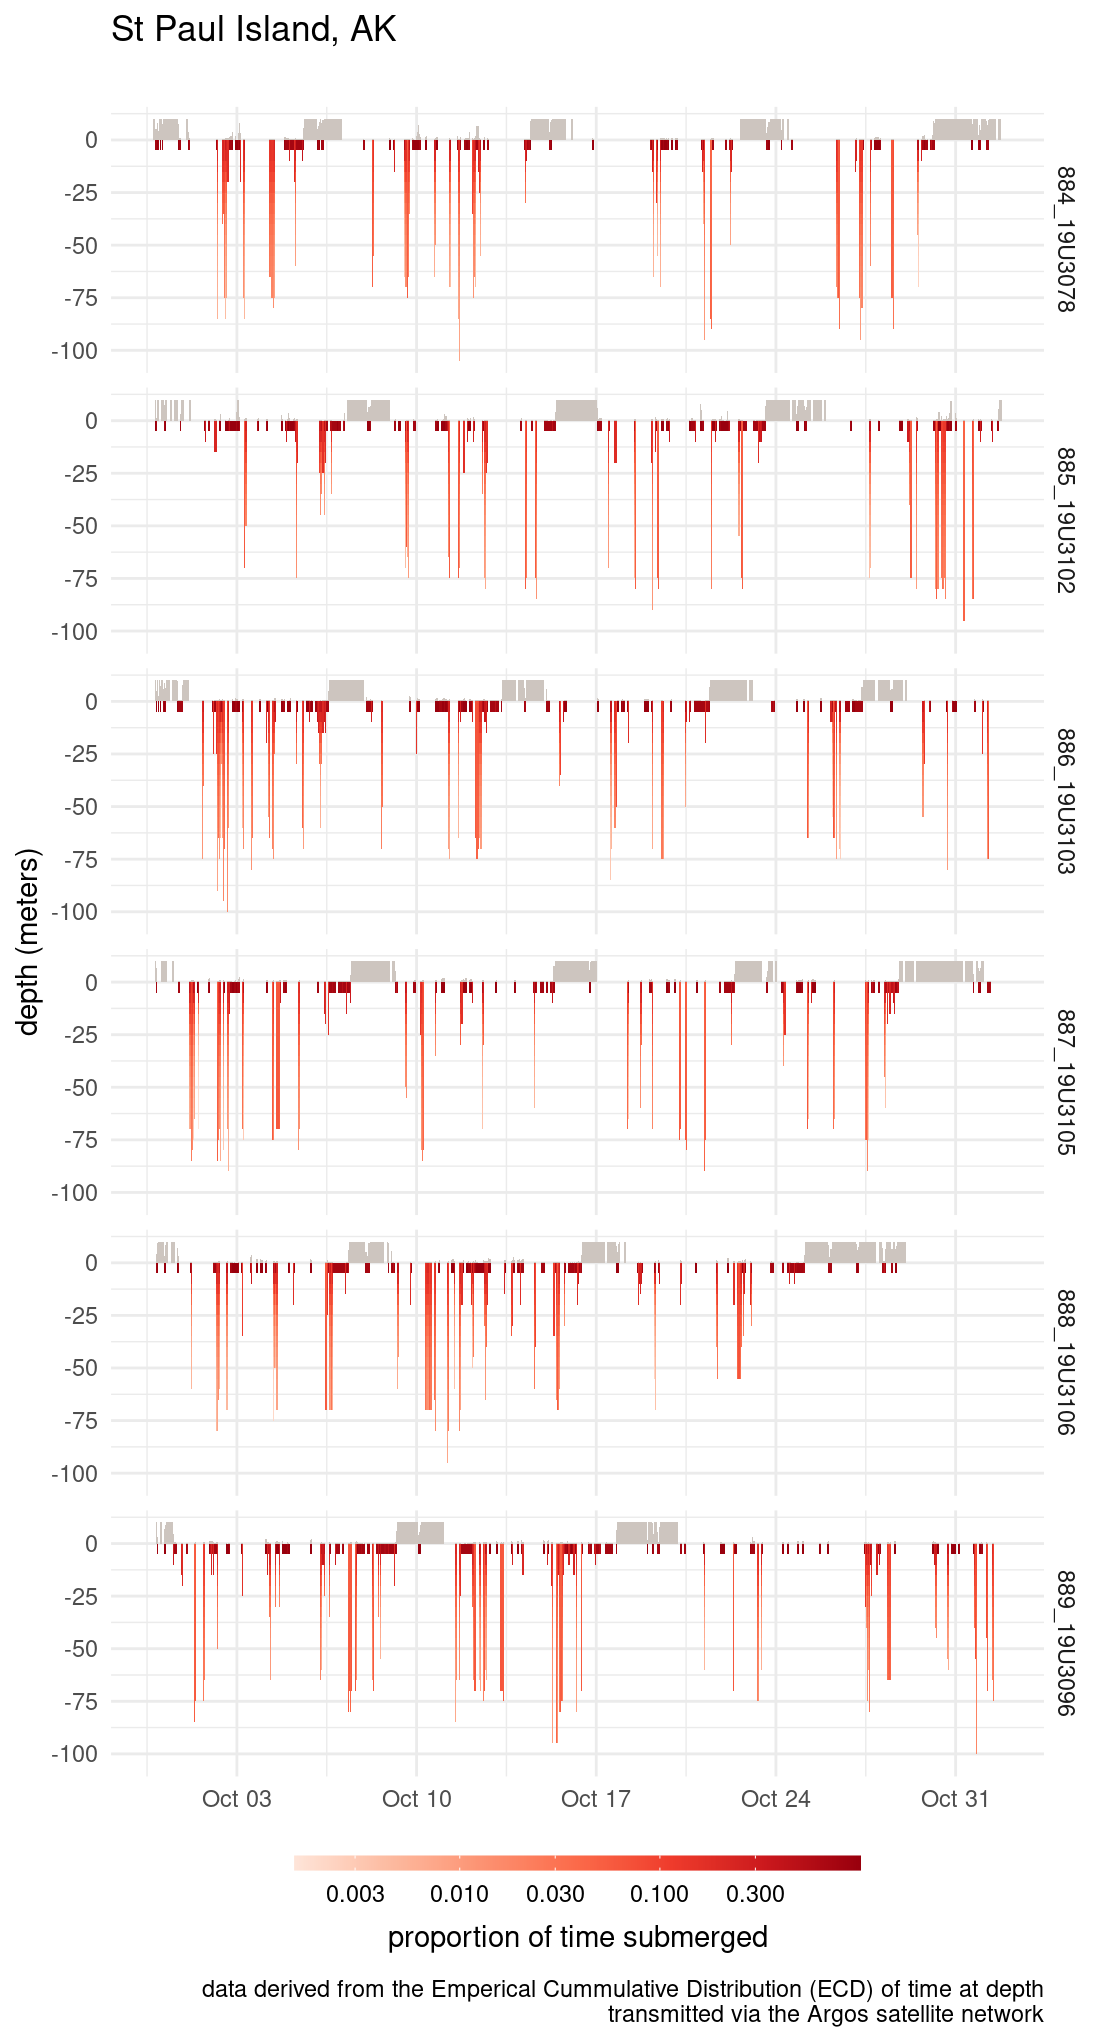 St Paul Island, AK
0
-25
-50
-75
-100
884_19U3078
0
-25
-50
-75
-100
885_19U3102
0
-25
-50
-75
-100
886_19U3103
depth (meters)
0
-25
-50
-75
-100
887_19U3105
0
-25
-50
-75
-100
888_19U3106
0
-25
-50
-75
-100
889_19U3096
Oct 03 Oct 10 Oct 17 Oct 24 Oct 31
0.003 0.010 0.030 0.100 0.300
proportion of time submerged
data derived from the Emperical Cummulative Distribution (ECD) of time at depth
transmitted via the Argos satellite network